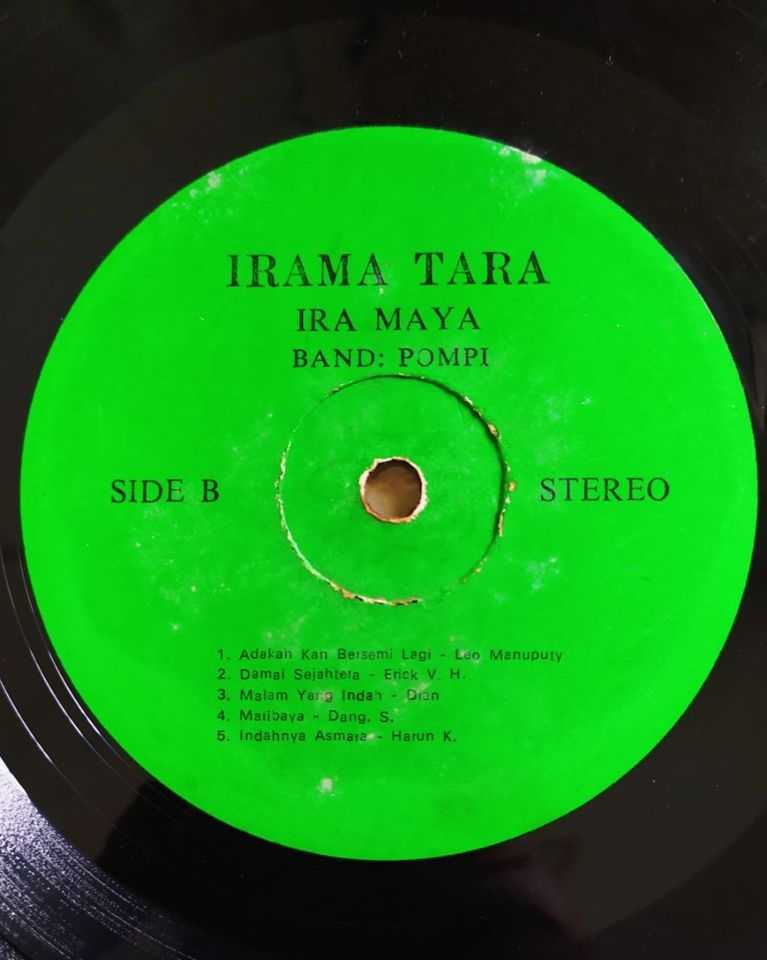 IRAMA TARA
IRA MAYA
BAND: POMPI
SIDE B
STEREO
1. Adakah Kan Bersemi Lagi - Leo Manuputy
2. Damai Sejahtera - Erick V. H.
3. Malam Yang Indah - Dian
4. Maribaya - Dang. S.
5. Indahnya Asmara - Harun K.